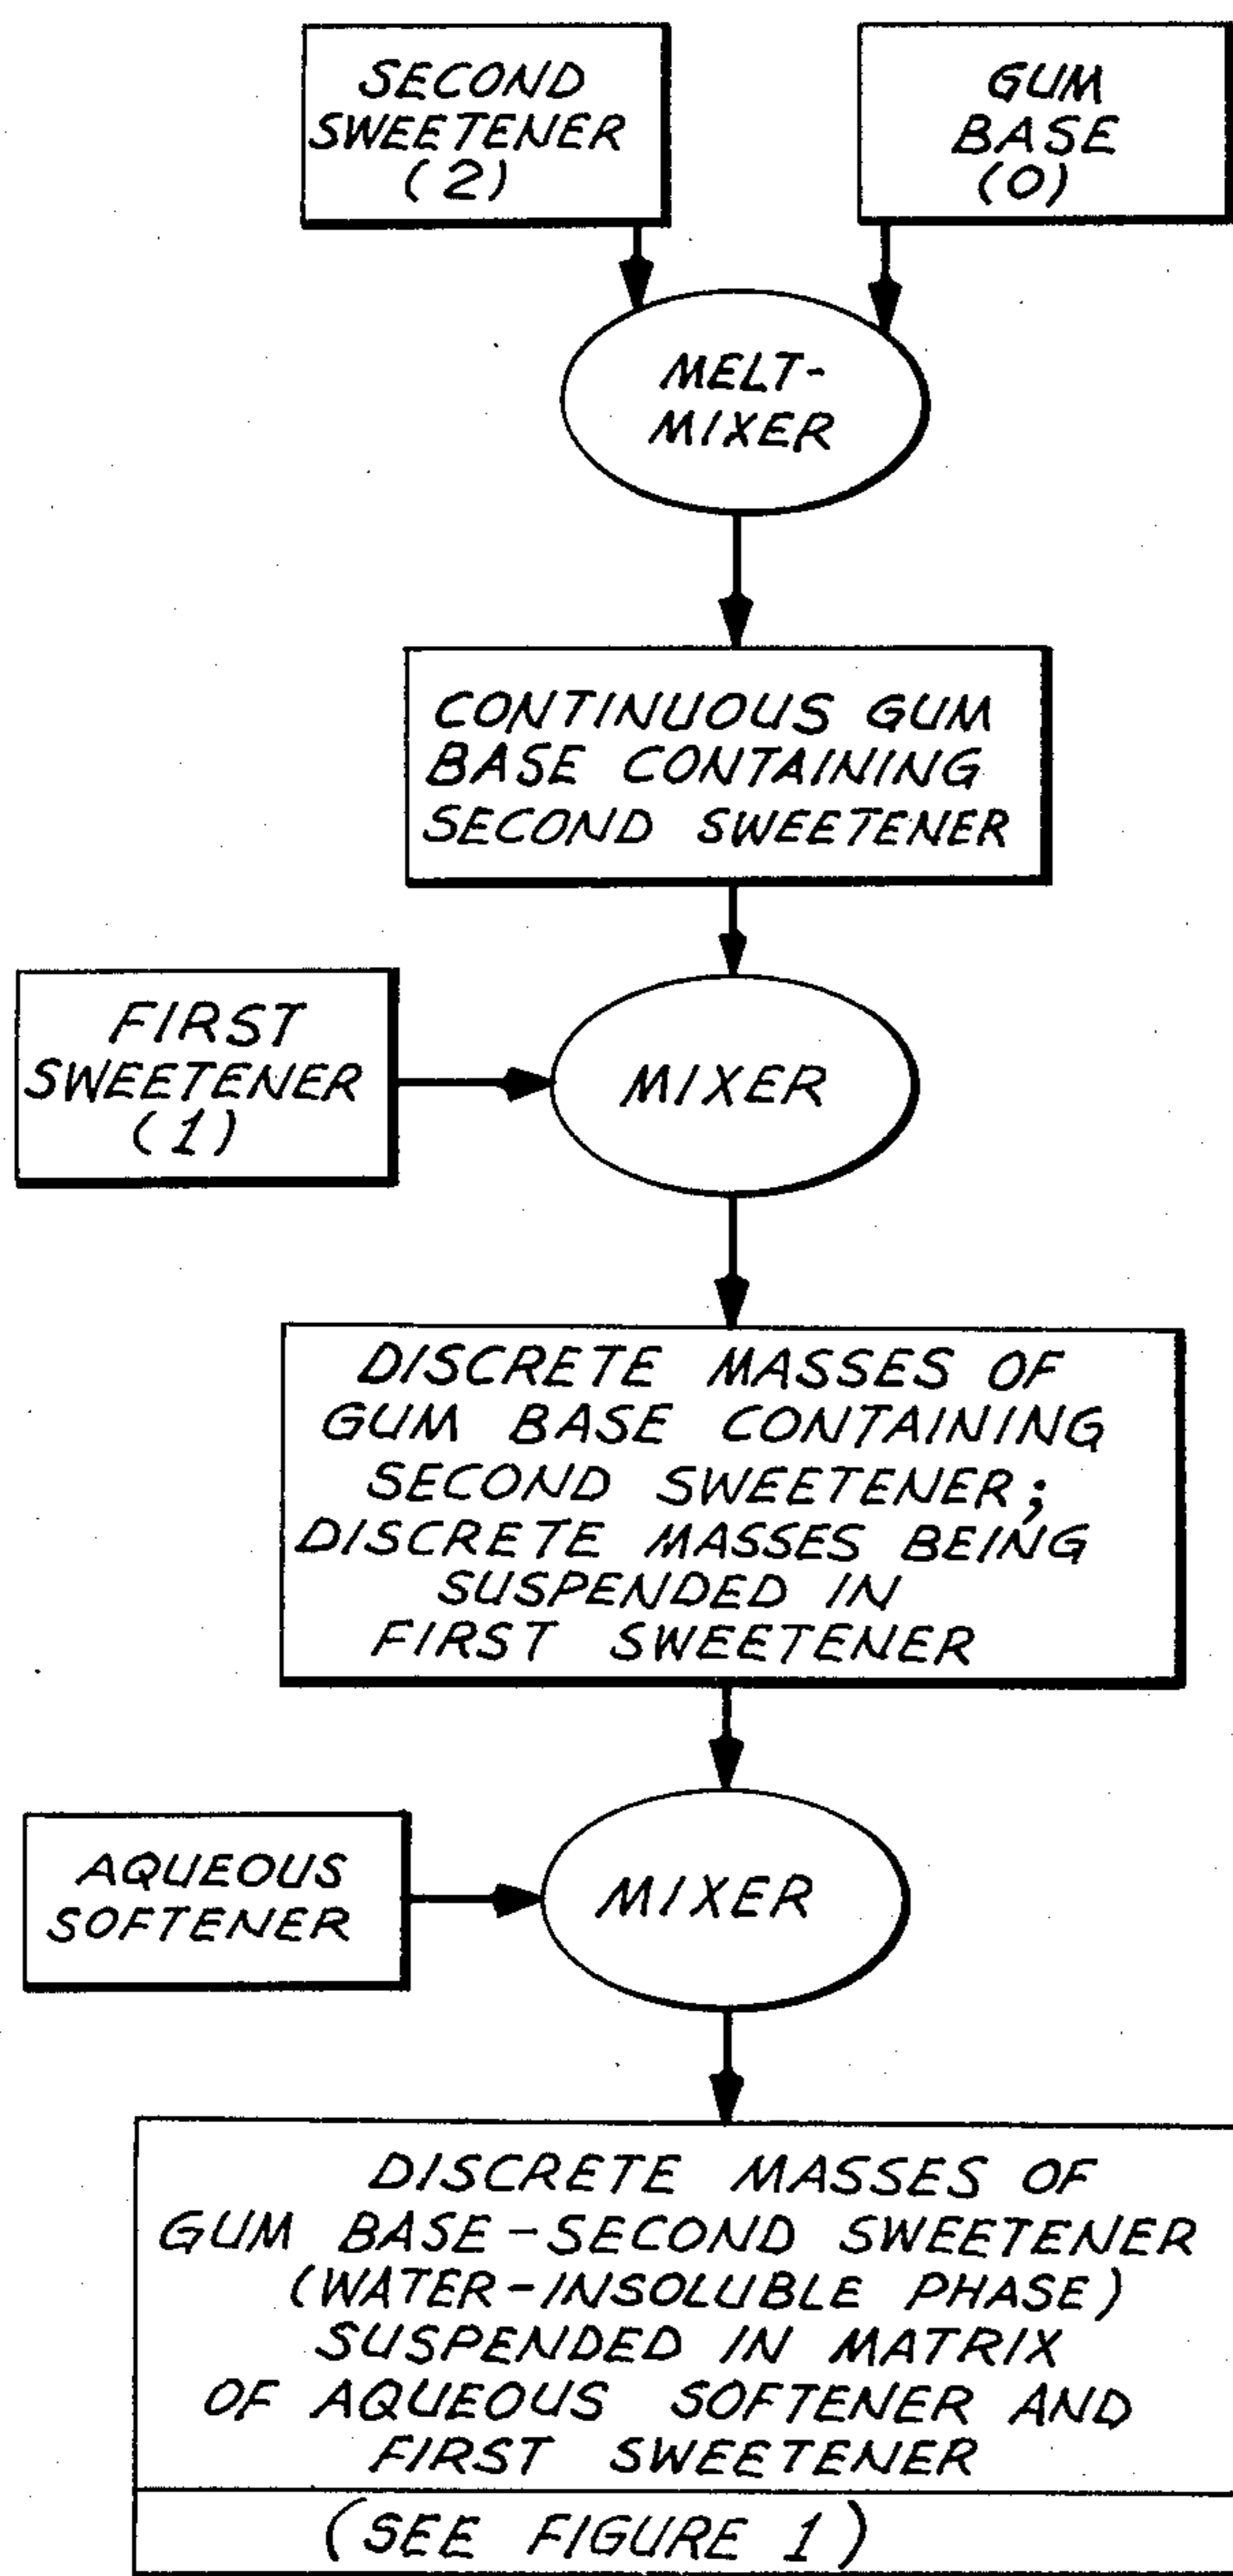 SECOND
SWEETENER
(2)
GUM
BASE
(0)
MELT-
MIXER
CONTINUOUS GUM
BASE CONTAINING
SECOND SWEETENER
FIRST
SWEETENER
(1)
MIXER
DISCRETE MASSES OF
GUM BASE CONTAINING
SECOND SWEETENER;
DISCRETE MASSES BEING
SUSPENDED IN
FIRST SWEETENER
AQUEOUS
SOFTENER
MIXER
DISCRETE MASSES OF
GUM BASE-SECOND SWEETENER
(WATER-INSOLUBLE PHASE)
SUSPENDED IN MATRIX
OF AQUEOUS SOFTENER AND
FIRST SWEETENER
(SEE FIGURE 1)